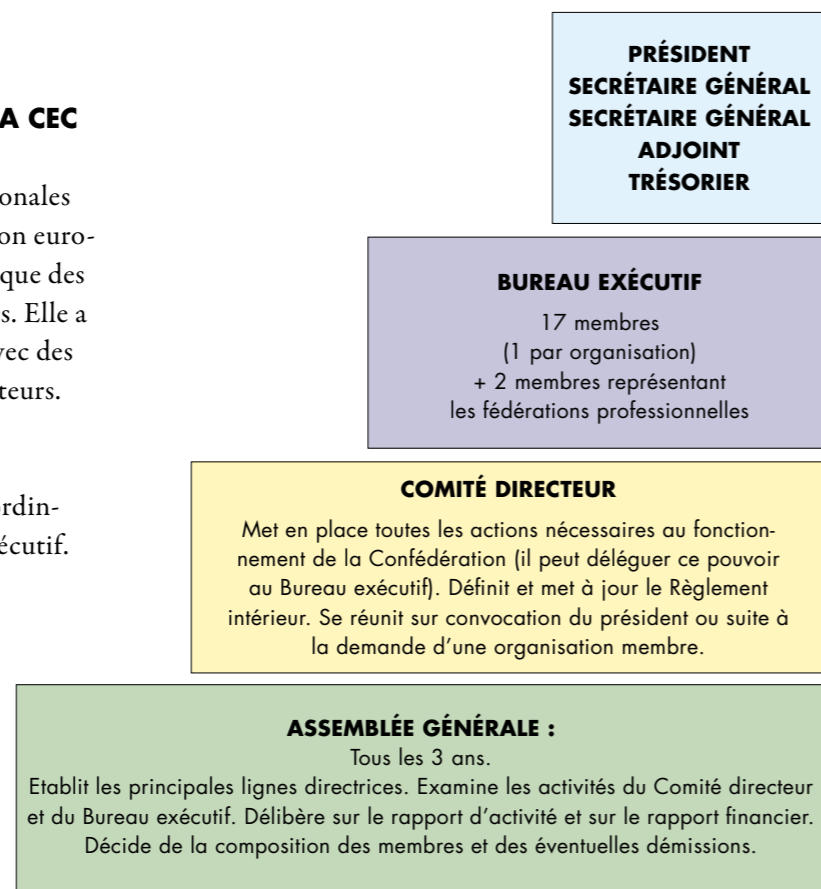 A CEC
onales
on euro-
que des
s. Elle a
vec des
teurs.
rdin-
écutif.
PRÉSIDENT
SECRÉTAIRE GÉNÉRAL
SECRÉTAIRE GÉNÉRAL
ADJOINT
TRÉSORIER
BUREAU EXÉCUTIF
17 membres
(1 par organisation)
+ 2 membres représentant
les fédérations professionnelles
COMITÉ DIRECTEUR
Met en place toutes les actions nécessaires au fonction-
nement de la Confédération (il peut déléguer ce pouvoir
au Bureau exécutif). Définit et met à jour le Règlement
intérieur. Se réunit sur convocation du président ou suite à
la demande d’une organisation membre.
ASSEMBLÉE GÉNÉRALE :
Tous les 3 ans.
Etablit les principales lignes directrices. Examine les activités du Comité directeur
et du Bureau exécutif. Délibère sur le rapport d’activité et sur le rapport financier.
Décide de la composition des membres et des éventuelles démissions.